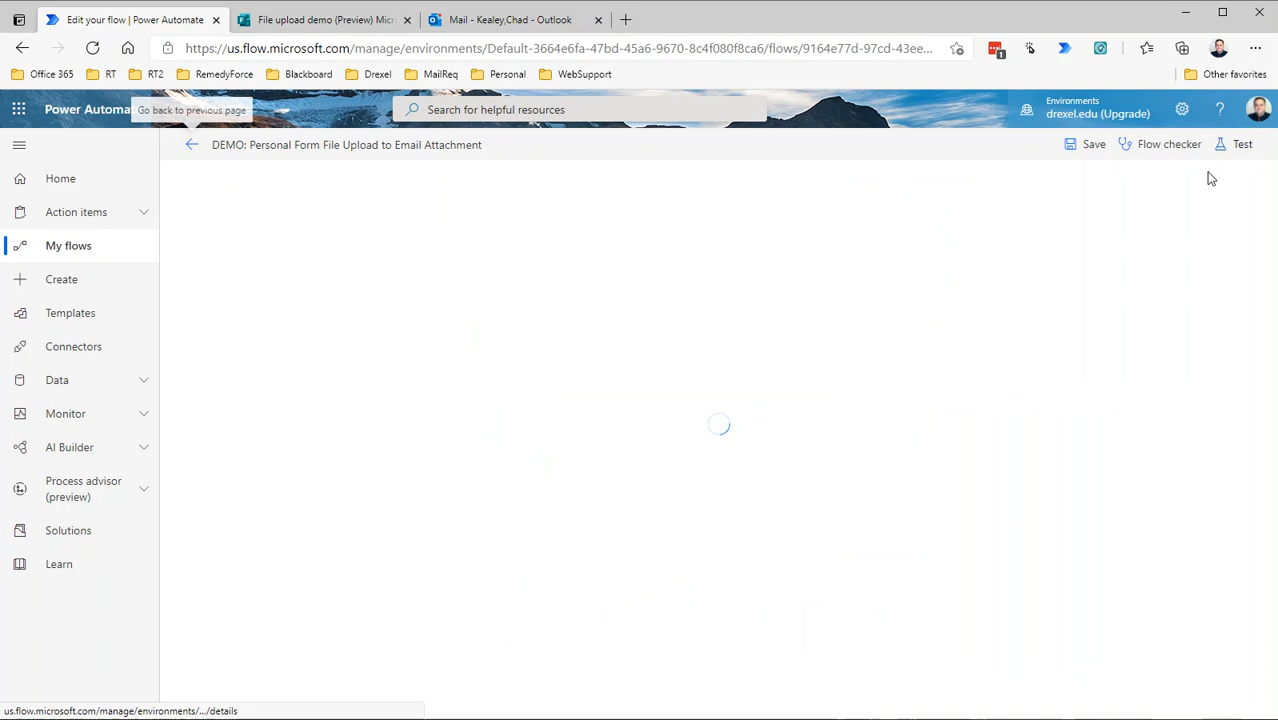 Edit your flow | Power Automate
File upload demo (Preview) Micr
Mail - Kealey,Chad - Outlook
https://us.flow.microsoft.com/manage/environments/Default-3664e6fa-47bd-45a6-9670-8c4f080f8ca6/flows/9164e77d-97cd-43ee...
1
Office 365
RT
RT2
RemedyForce
Blackboard
Drexel
MailReq
Personal
WebSupport
Other favorites
Power Automa
Go back to previous page
Search for helpful resources
Environments
drexel.edu (Upgrade)
?
DEMO: Personal Form File Upload to Email Attachment
Save
Flow checker
Test
Home
Action items
My flows
Create
Templates
Connectors
Data
Monitor
AI Builder
Process advisor
(preview)
Solutions
Learn
us.flow.microsoft.com/manage/environments/.../details